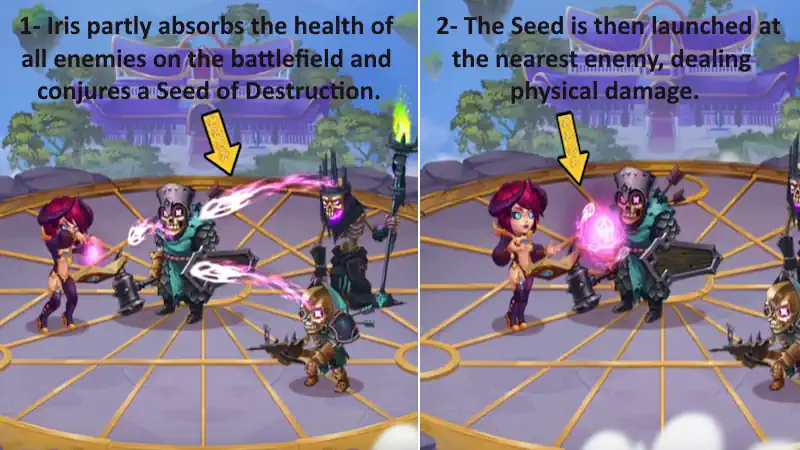 1- Iris partly absorbs the health of
all enemies on the battlefield and
conjures a Seed of Destruction.
2- The Seed is then launched at
the nearest enemy, dealing
physical damage.